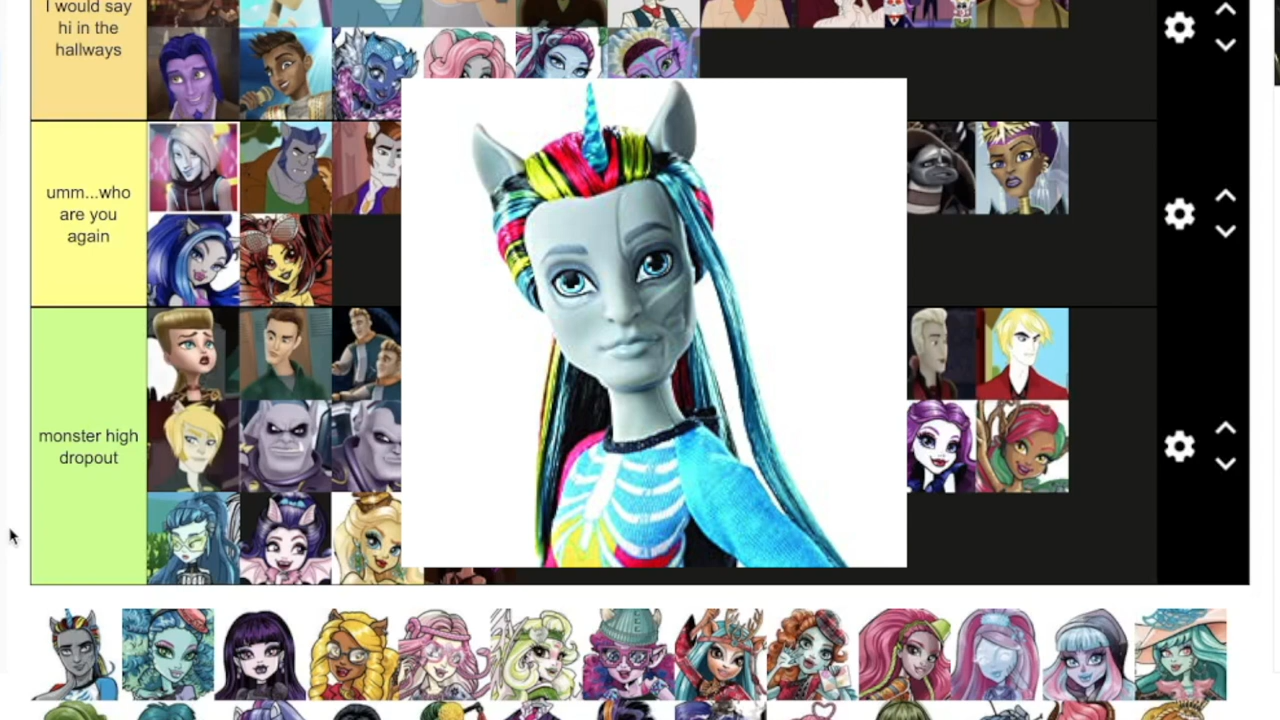 I would say
hi in the
hallways
umm...who
are you
again
monster high
dropout